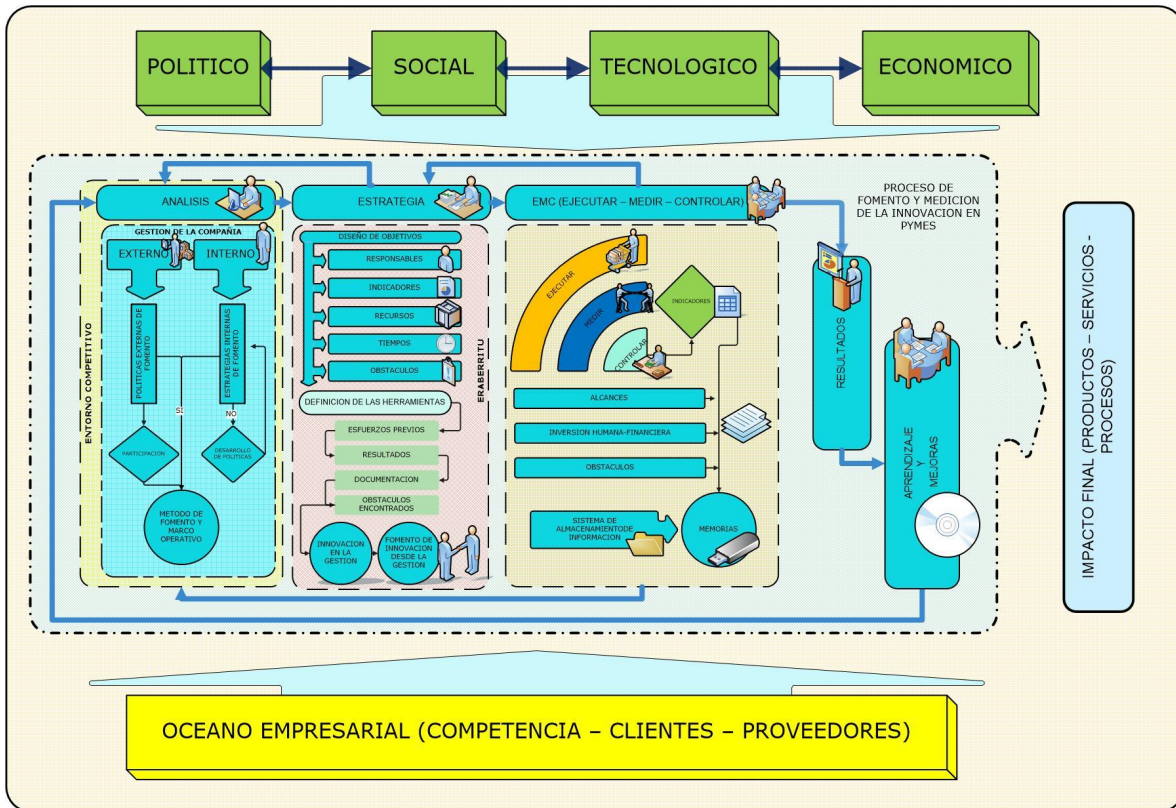 POLITICO
SOCIAL
TECNOLOGICO
ECONOMICO
PROCESO DE
FOMENTO Y MEDICION
DE LA INNOVACION EN
PYMES
ANALISIS
ESTRATEGIA
EMC (EJECUTAR – MEDIR – CONTROLAR)
ENTORNO COMPETITIVO
GESTION DE LA COMPAÑIA
EXTERNO
INTERNO
POLITICAS EXTERNAS DE
FOMENTO
ESTRATEGIAS INTERNAS
DE FOMENTO
SI
NO
PARTICIPACION
DESARROLLO
DE POLITICAS
METODO DE
FOMENTO Y
MARCO
OPERATIVO
DISEÑO DE OBJETIVOS
RESPONSABLES
INDICADORES
RECURSOS
TIEMPOS
OBSTACULOS
ERABERRITU
DEFINICION DE LAS HERRAMIENTAS
ESFUERZOS PREVIOS
RESULTADOS
DOCUMENTACION
OBSTACULOS
ENCONTRADOS
INNOVACION
EN LA
GESTION
FOMENTO DE
INNOVACION
DESDE LA
GESTION
EJECUTAR
MEDIR
CONTROLAR
INDICADORES
ALCANCES
INVERSION HUMANA-FINANCIERA
OBSTACULOS
SISTEMA DE
ALMACENAMIENTODE
INFORMACION
MEMORIAS
RESULTADOS
APRENDIZAJE
Y
MEJORAS
IMPACTO FINAL (PRODUCTOS – SERVICIOS -
PROCESOS)
OCEANO EMPRESARIAL (COMPETENCIA – CLIENTES – PROVEEDORES)